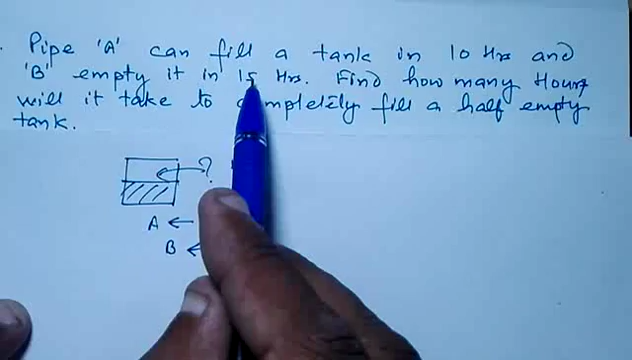 Pipe 'A' can fill a tank in 10 Hrs and
'B' empty it in 15 Hrs. Find how many Hours
will it take to completely fill a half empty
tank.
?
A ←
B ←